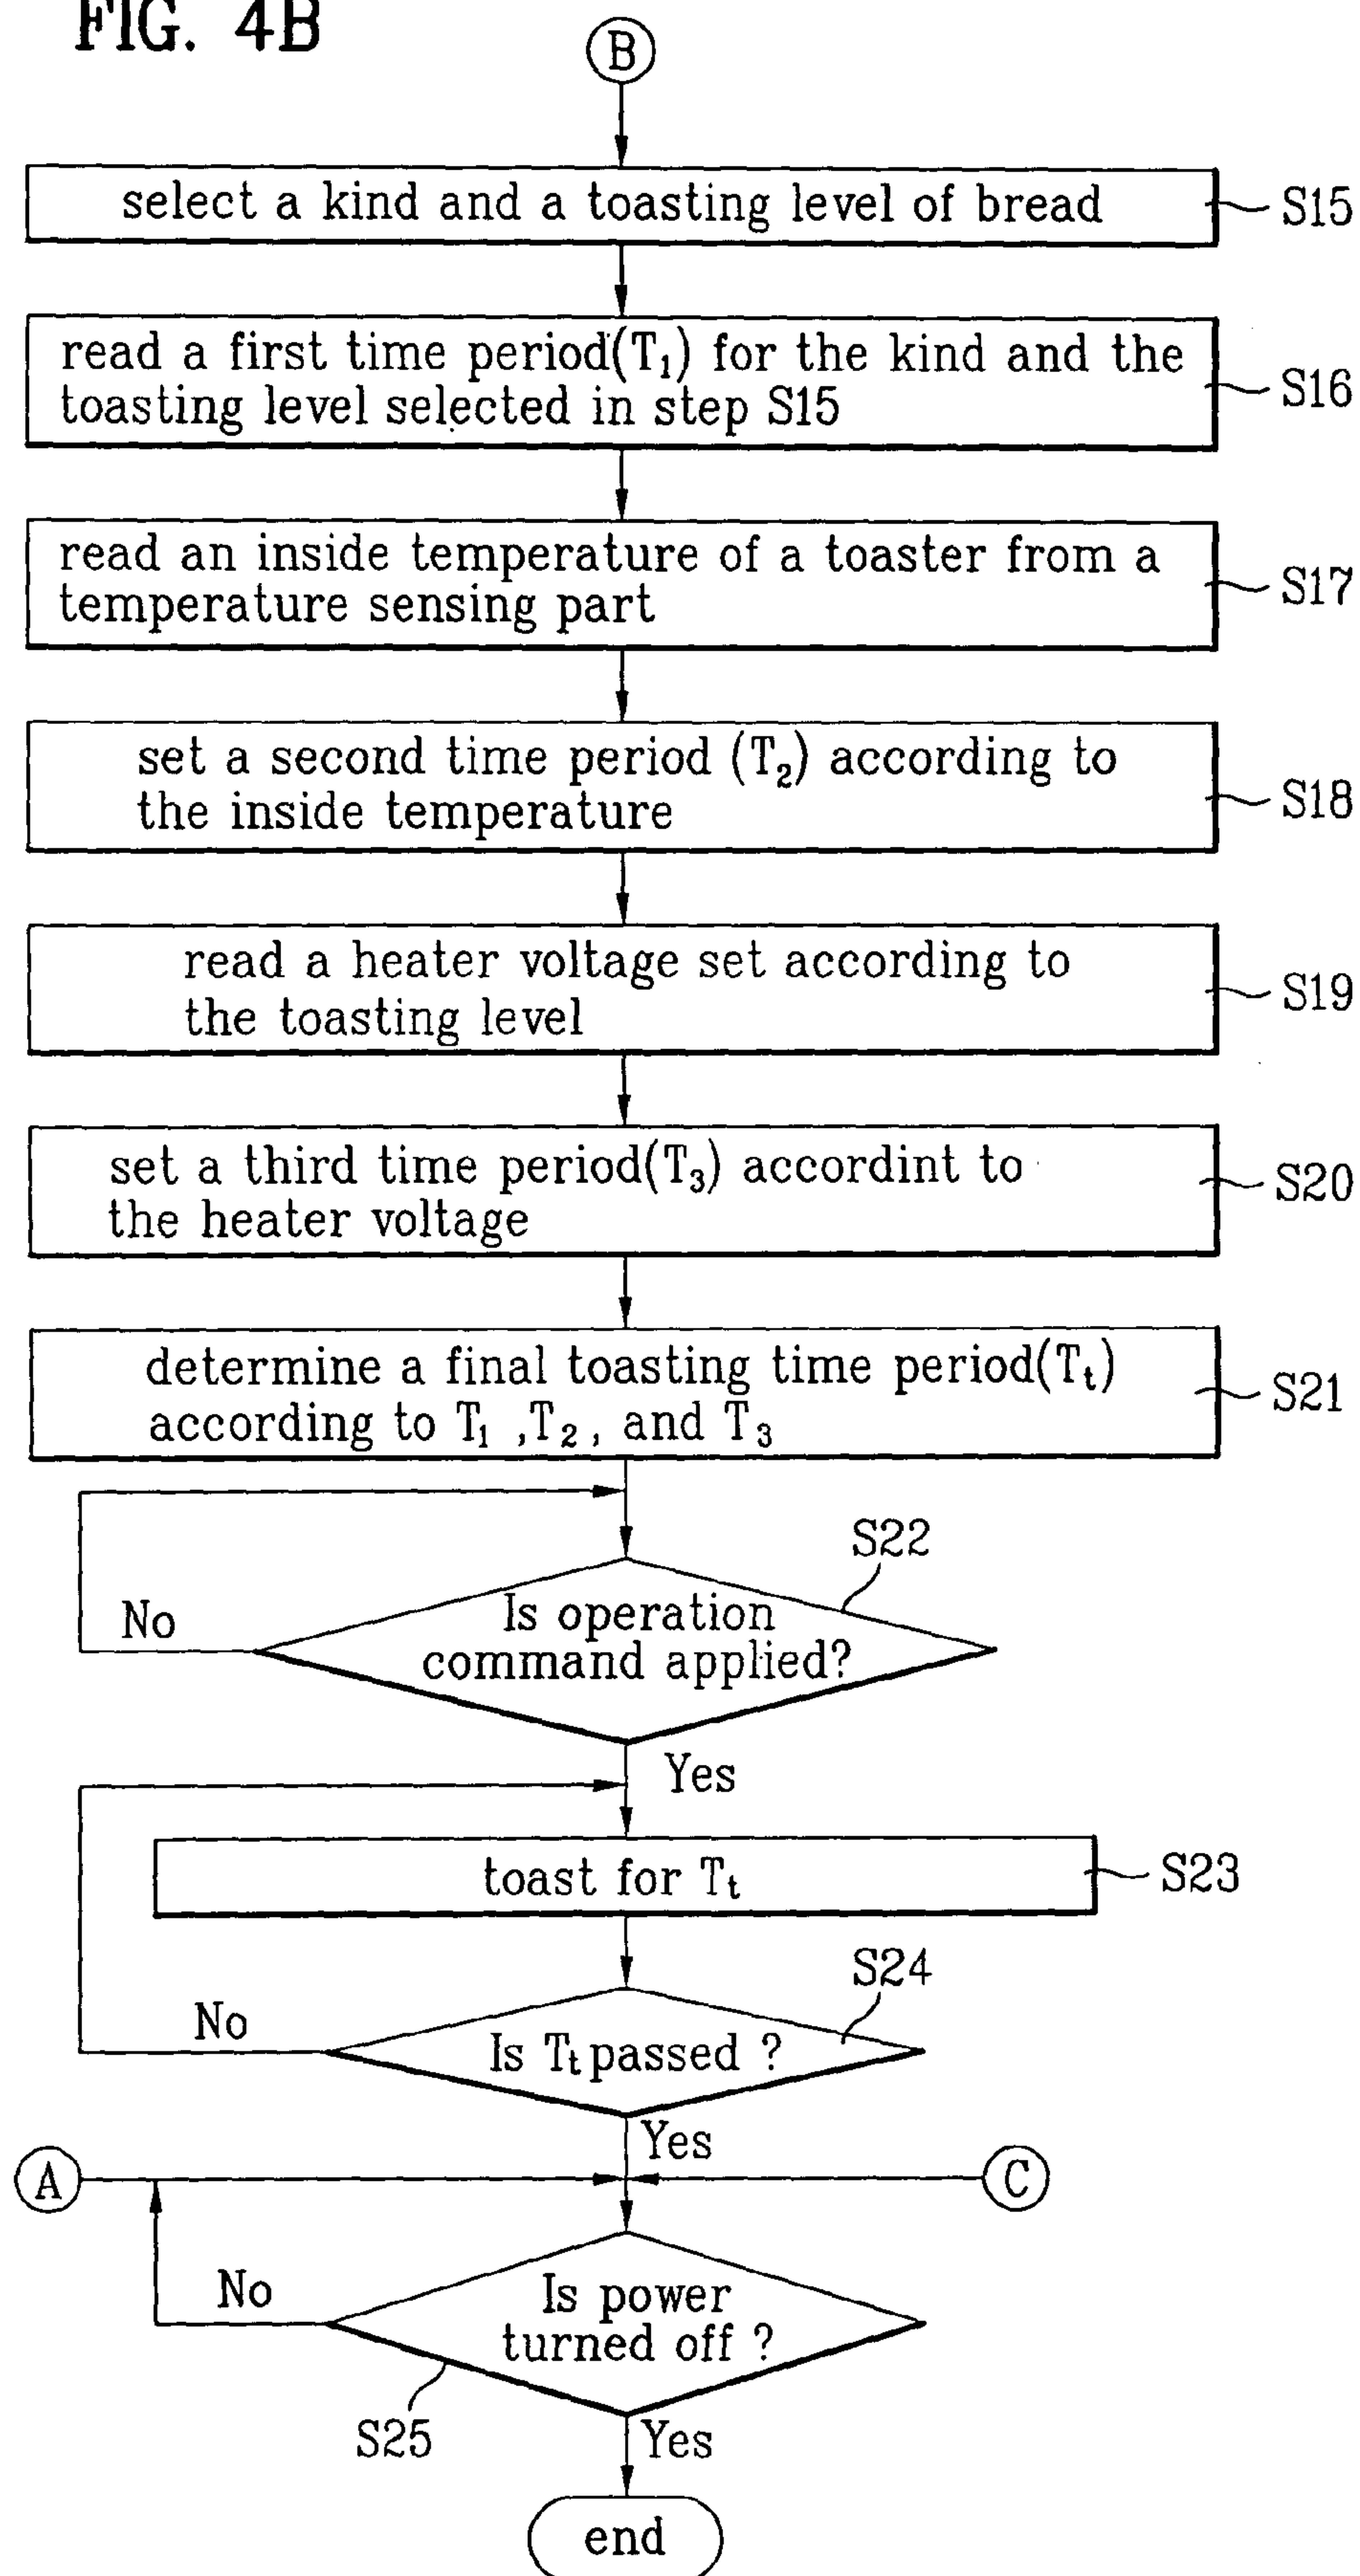 FIG. 4B
B
select a kind and a toasting level of bread
S15
read a first time period(T₁) for the kind and the
toasting level selected in step S15
S16
read an inside temperature of a toaster from a
temperature sensing part
S17
set a second time period (T₂) according to
the inside temperature
S18
read a heater voltage set according to
the toasting level
S19
set a third time period(T₃) accordint to
the heater voltage
S20
determine a final toasting time period(Tₜ)
according to T₁ ,T₂, and T₃
S21
S22
Is operation
command applied?
No
Yes
toast for Tₜ
S23
S24
No
Is Tₜ passed ?
Yes
A
C
No
Is power
turned off ?
S25
Yes
end